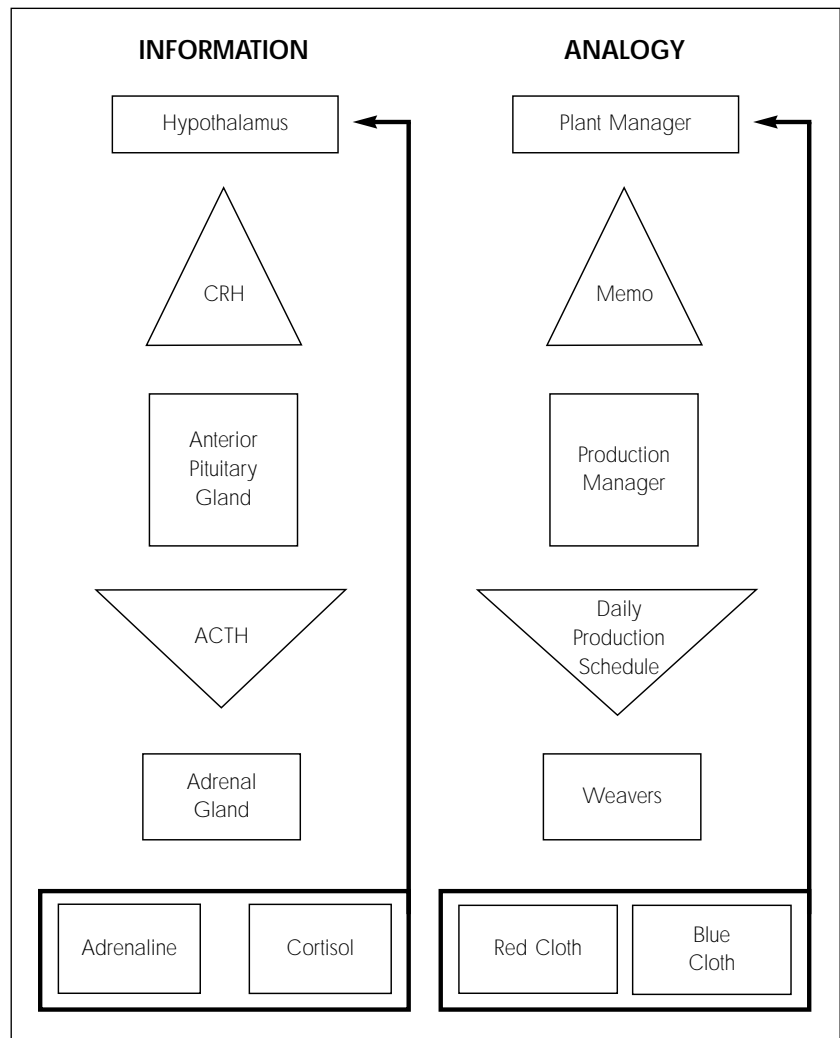 INFORMATION
Hypothalamus
CRH
Anterior
Pituitary
Gland
ACTH
Adrenal
Gland
Adrenaline
Cortisol
ANALOGY
Plant Manager
Memo
Production
Manager
Daily
Production
Schedule
Weavers
Red Cloth
Blue
Cloth